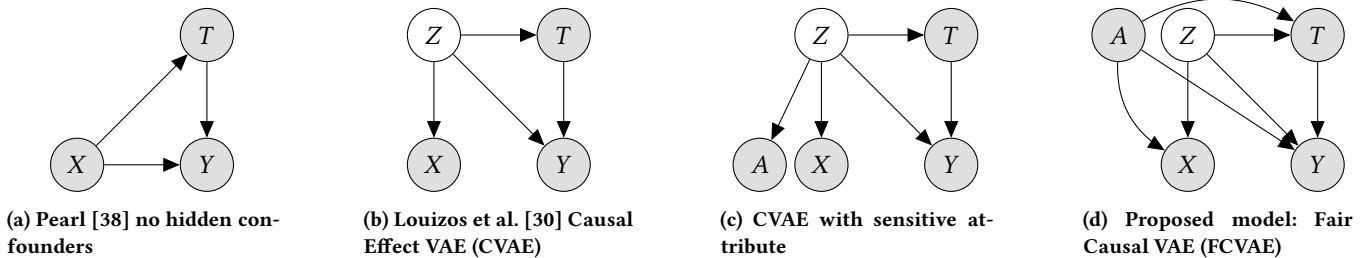 T
X
Y
(a) Pearl [38] no hidden con-
founders
Z
T
X
Y
(b) Louizos et al. [30] Causal
Effect VAE (CVAE)
Z
T
A
X
Y
(c) CVAE with sensitive at-
tribute
A
Z
T
X
Y
(d) Proposed model: Fair
Causal VAE (FCVAE)